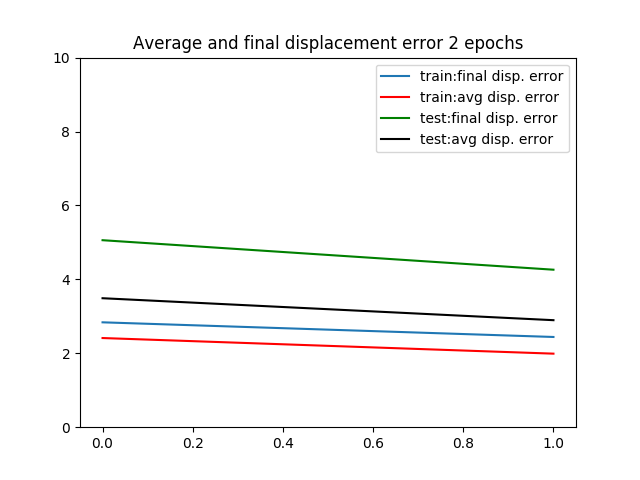 Average and final displacement error 2 epochs
train:final disp. error
train:avg disp. error
test:final disp. error
test:avg disp. error
10
8
6
4
2
0
0.0 0.2 0.4 0.6 0.8 1.0